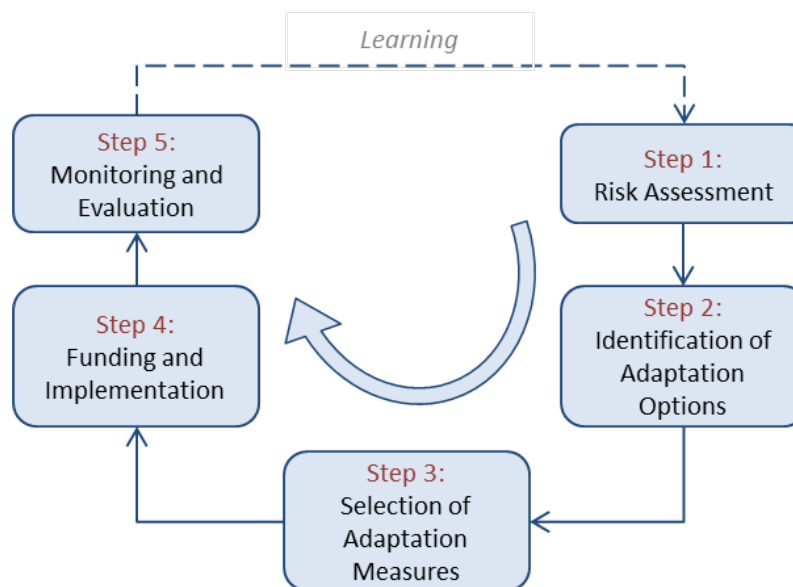 Learning
Step 1:
Risk Assessment
Step 2:
Identification of
Adaptation
Options
Step 3:
Selection of
Adaptation
Measures
Step 4:
Funding and
Implementation
Step 5:
Monitoring and
Evaluation